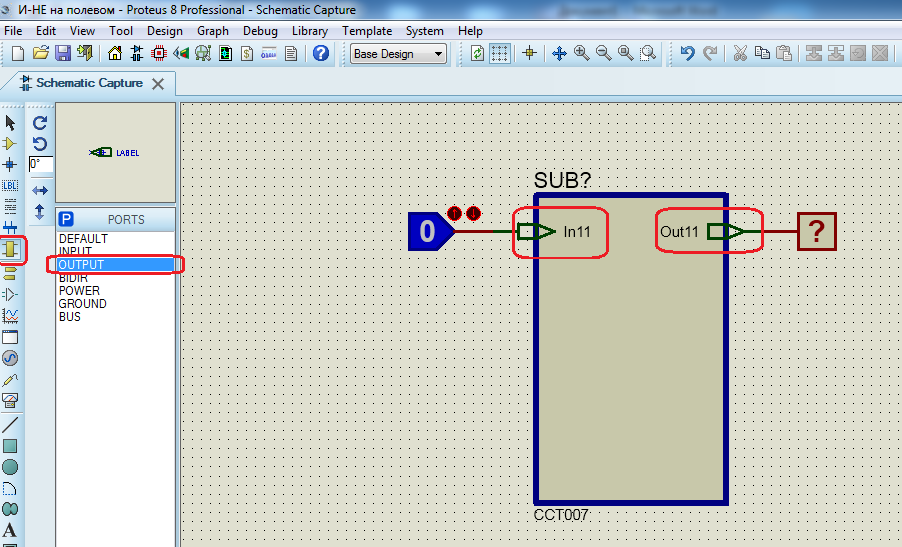 И-НЕ на полевом - Proteus 8 Professional - Schematic Capture
File Edit View Tool Design Graph Debug Library Template System Help
Base Design
Schematic Capture
LBL
0°
LABEL
P PORTS
DEFAULT
INPUT
OUTPUT
BIDIR
POWER
GROUND
BUS
A
SUB?
0 In11 Out11 ?
CCT007